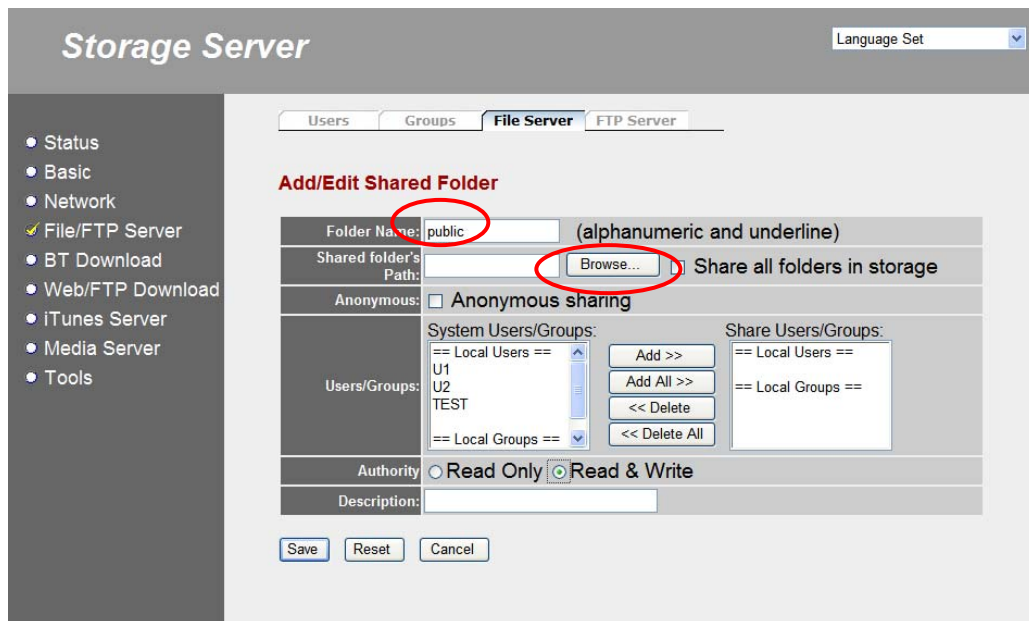 Storage Server
Language Set
Users Groups File Server FTP Server
Status
Basic
Network
File/FTP Server
BT Download
Web/FTP Download
iTunes Server
Media Server
Tools
Add/Edit Shared Folder
Folder Name: public (alphanumeric and underline)
Shared folder's
Path: Browse... Share all folders in storage
Anonymous: Anonymous sharing
Users/Groups:
System Users/Groups:
== Local Users ==
U1
U2
TEST
== Local Groups ==
Add >>
Add All >>
<< Delete
<< Delete All
Share Users/Groups:
== Local Users ==
== Local Groups ==
Authority Read Only Read & Write
Description:
Save Reset Cancel